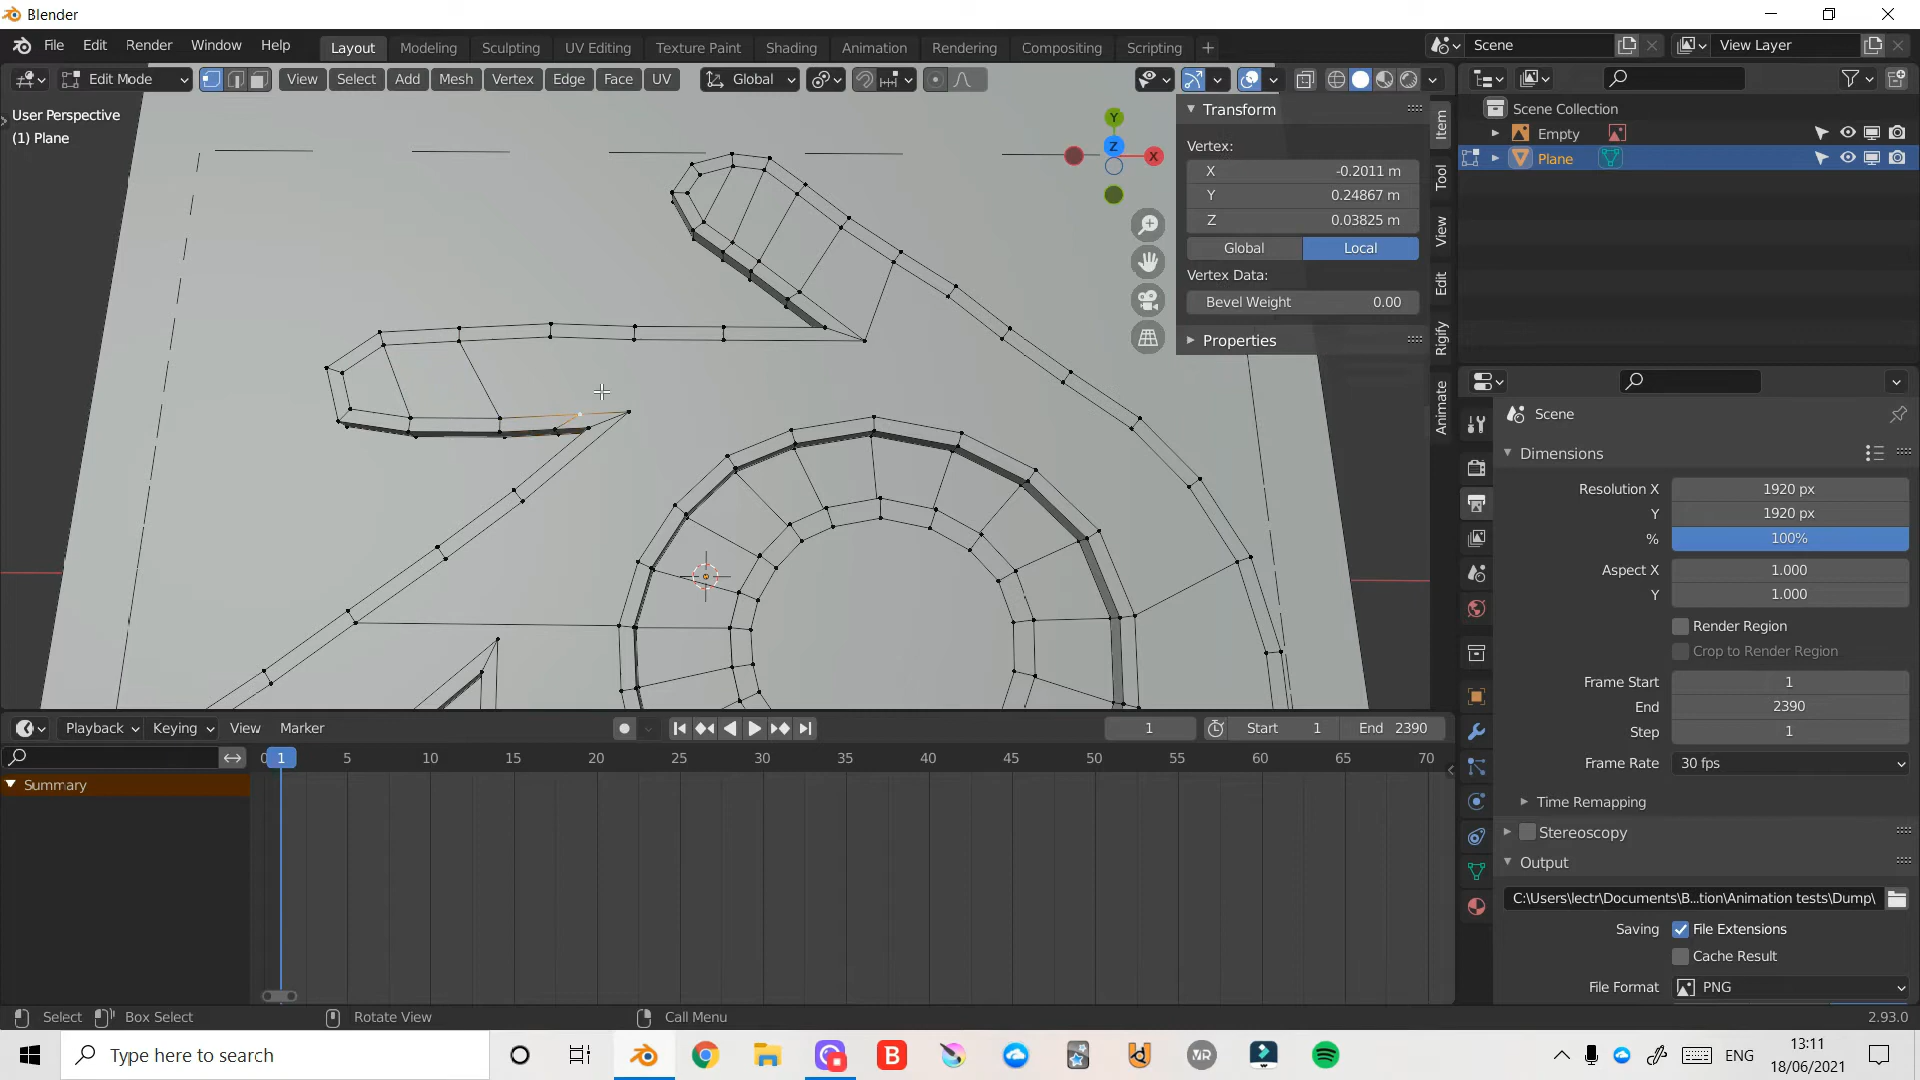 Blender
File Edit Render Window Help Layout Modeling Sculpting UV Editing Texture Paint Shading Animation Rendering Compositing Scripting + Scene View Layer
Edit Mode View Select Add Mesh Vertex Edge Face UV Global
User Perspective
(1) Plane
Y
Z
X
Transform
Vertex:
X -0.2011 m
Y 0.24867 m
Z 0.03825 m
Global Local
Vertex Data:
Bevel Weight 0.00
Properties
Item
Tool
View
Edit
Rigify
Animate
Scene Collection
Empty
Plane
Scene
Dimensions
Resolution X 1920 px
Y 1920 px
% 100%
Aspect X 1.000
Y 1.000
Render Region
Crop to Render Region
Frame Start 1
End 2390
Step 1
Frame Rate 30 fps
Time Remapping
Stereoscopy
Output
C:\Users\lectr\Documents\B...tion\Animation tests\Dump\
Saving File Extensions
Cache Result
File Format PNG
Playback Keying View Marker 1 Start 1 End 2390
0 1 5 10 15 20 25 30 35 40 45 50 55 60 65 70
Summary
Select Box Select Rotate View Call Menu 2.93.0
Type here to search
B
VR
ENG
13:11
18/06/2021